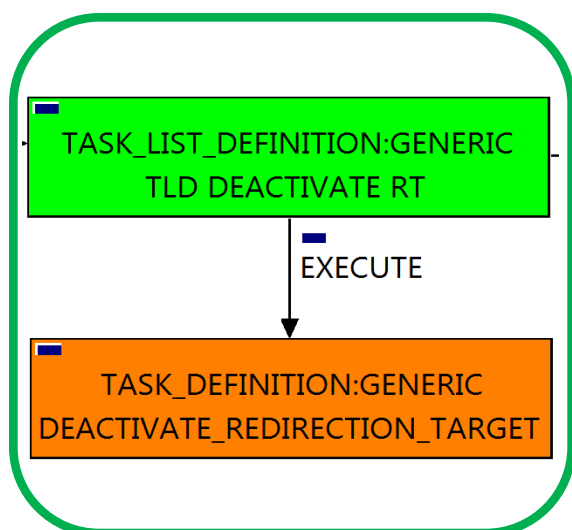 TASK_LIST_DEFINITION:GENERIC
TLD DEACTIVATE RT
EXECUTE
TASK_DEFINITION:GENERIC
DEACTIVATE_REDIRECTION_TARGET